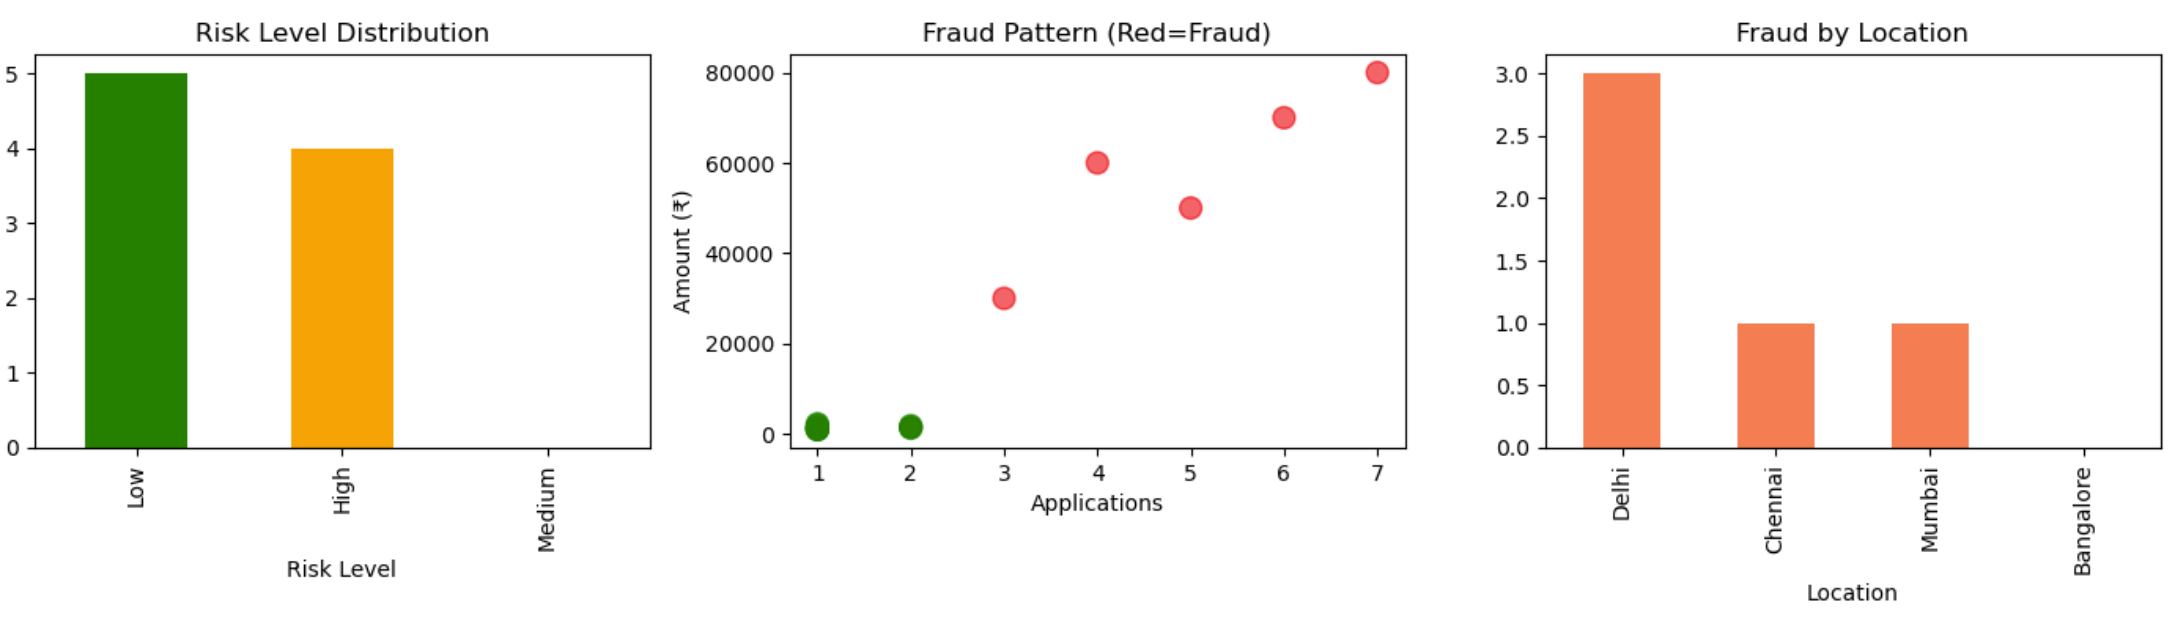 Risk Level Distribution
5
4
3
2
1
0
Low
High
Medium
Risk Level
Fraud Pattern (Red=Fraud)
Amount (₹)
80000
60000
40000
20000
0
1 2 3 4 5 6 7
Applications
Fraud by Location
3.0
2.5
2.0
1.5
1.0
0.5
0.0
Delhi
Chennai
Mumbai
Bangalore
Location